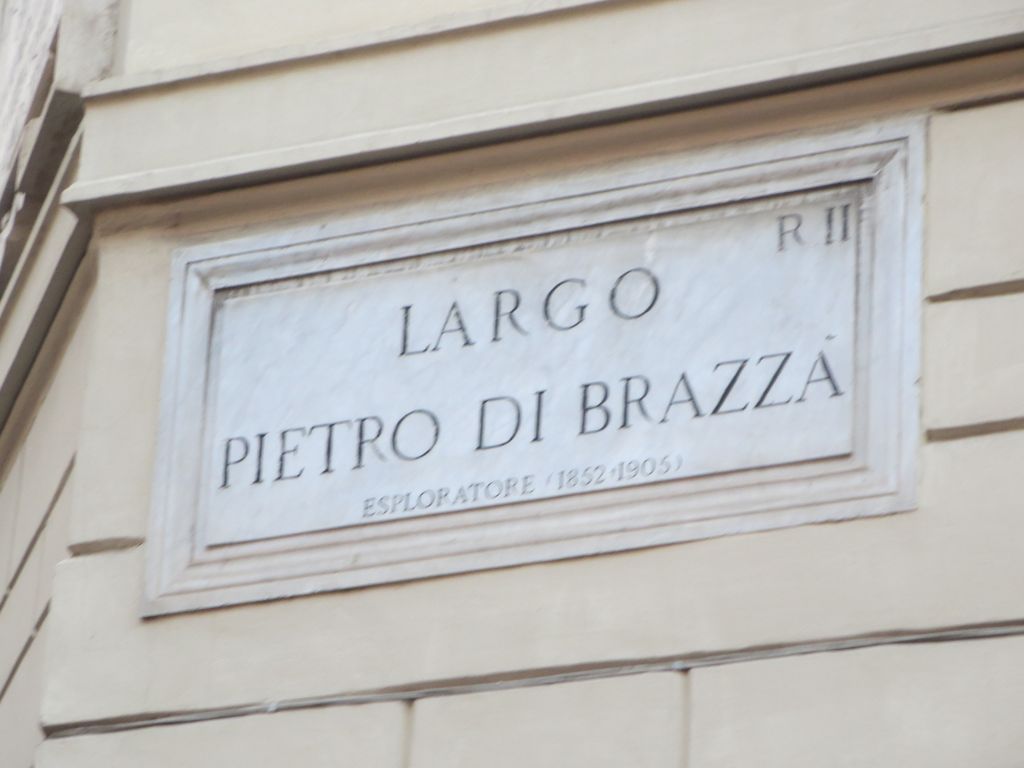 R II
LARGO
PIETRO DI BRAZZÀ
ESPLORATORE (1852-1905)